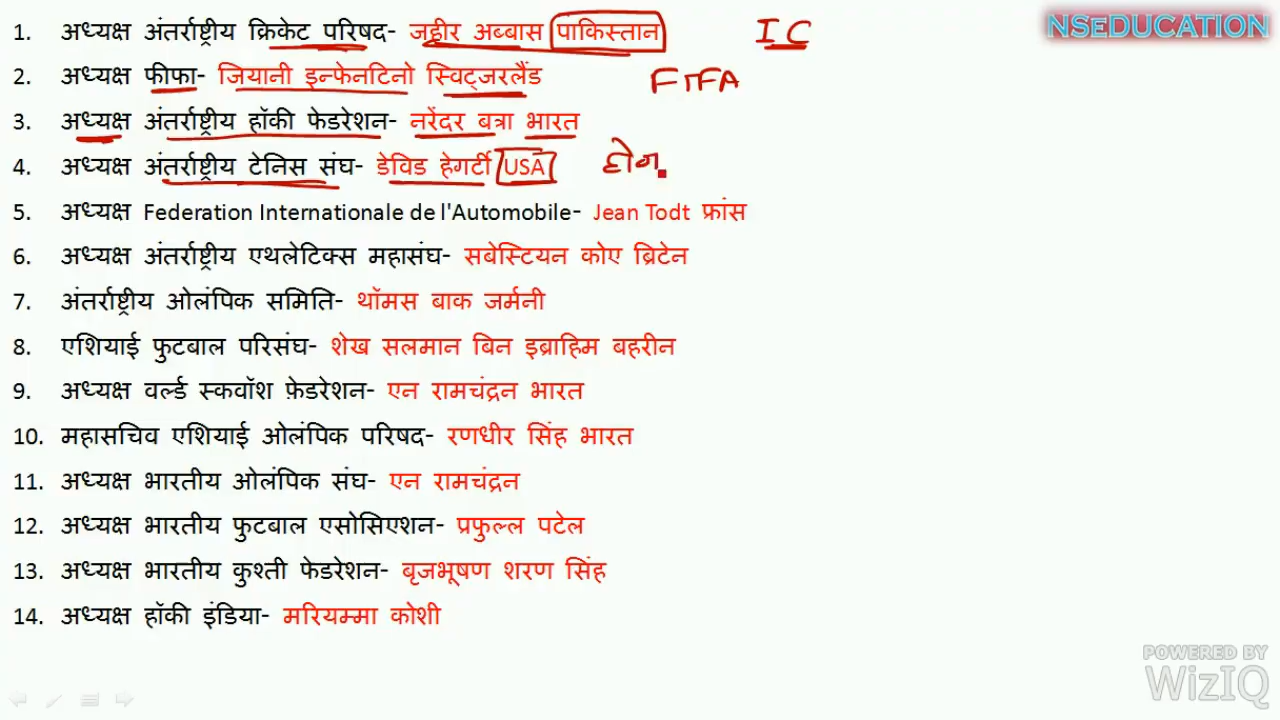 NSEDUCATION
1. अध्यक्ष अंतर्राष्ट्रीय क्रिकेट परिषद- जहीर अब्बास पाकिस्तान IC
2. अध्यक्ष फीफा- जियानी इन्फेनटिनो स्विट्जरलैंड FIFA
3. अध्यक्ष अंतर्राष्ट्रीय हॉकी फेडरेशन- नरेंदर बत्रा भारत
4. अध्यक्ष अंतर्राष्ट्रीय टेनिस संघ- डेविड हेगर्टी USA
5. अध्यक्ष Federation Internationale de l'Automobile- Jean Todt फ्रांस
6. अध्यक्ष अंतर्राष्ट्रीय एथलेटिक्स महासंघ- सबेस्टियन कोए ब्रिटेन
7. अंतर्राष्ट्रीय ओलंपिक समिति- थॉमस बाक जर्मनी
8. एशियाई फुटबाल परिसंघ- शेख सलमान बिन इब्राहिम बहरीन
9. अध्यक्ष वर्ल्ड स्कवॉश फ़ेडरेशन- एन रामचंद्रन भारत
10. महासचिव एशियाई ओलंपिक परिषद- रणधीर सिंह भारत
11. अध्यक्ष भारतीय ओलंपिक संघ- एन रामचंद्रन
12. अध्यक्ष भारतीय फुटबाल एसोसिएशन- प्रफुल्ल पटेल
13. अध्यक्ष भारतीय कुश्ती फेडरेशन- बृजभूषण शरण सिंह
14. अध्यक्ष हॉकी इंडिया- मरियम्मा कोशी
POWERED BY
WizIQ